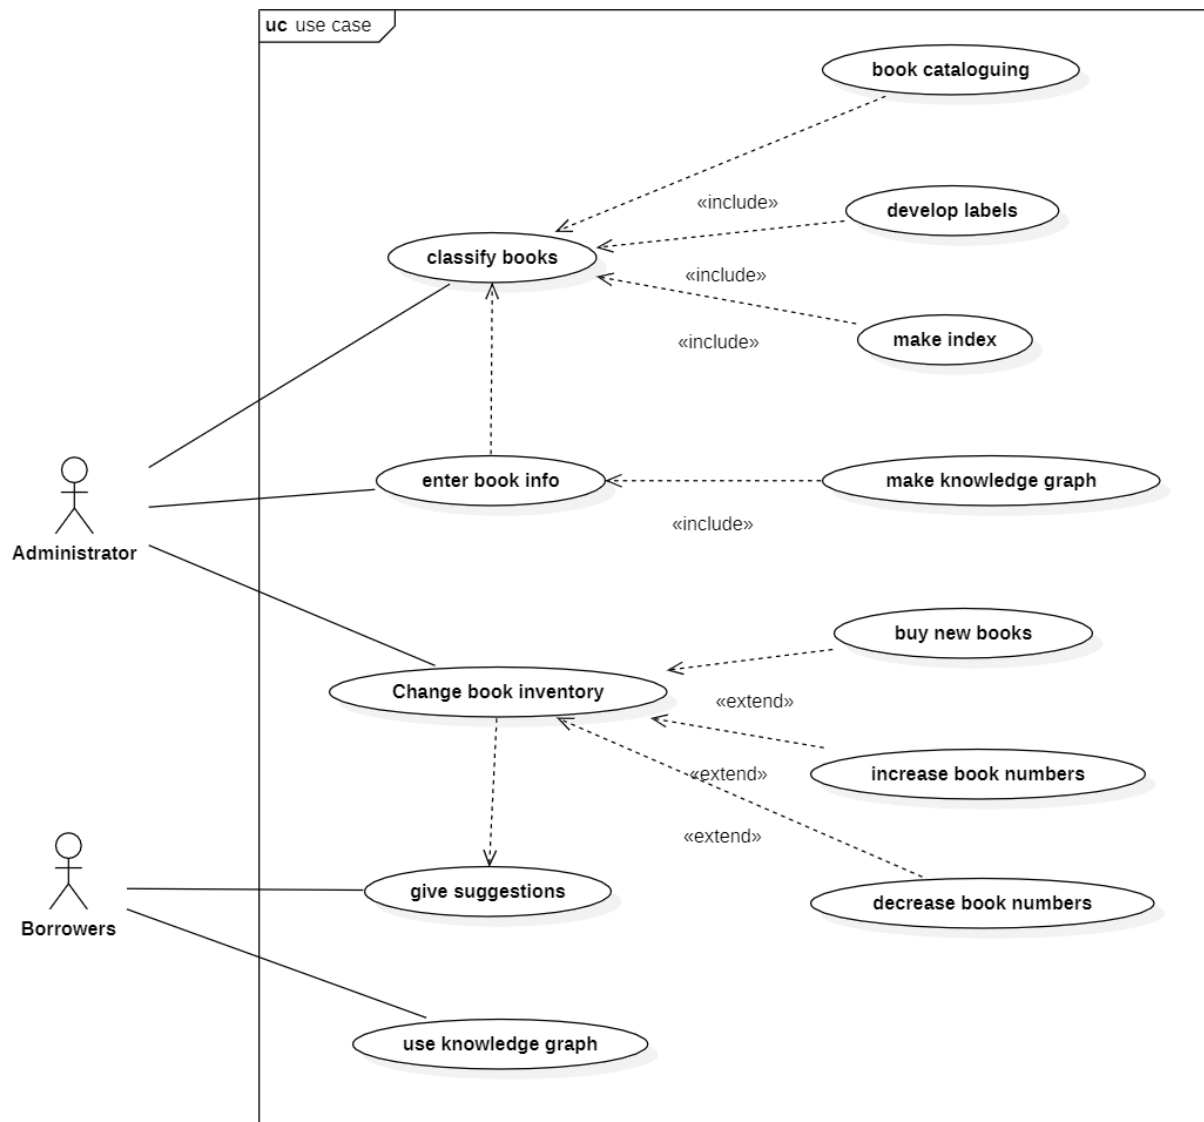 uc use case
book cataloguing
«include»
develop labels
classify books
«include»
«include»
make index
enter book info
make knowledge graph
«include»
Administrator
buy new books
Change book inventory
«extend»
«extend»
increase book numbers
«extend»
give suggestions
decrease book numbers
Borrowers
use knowledge graph